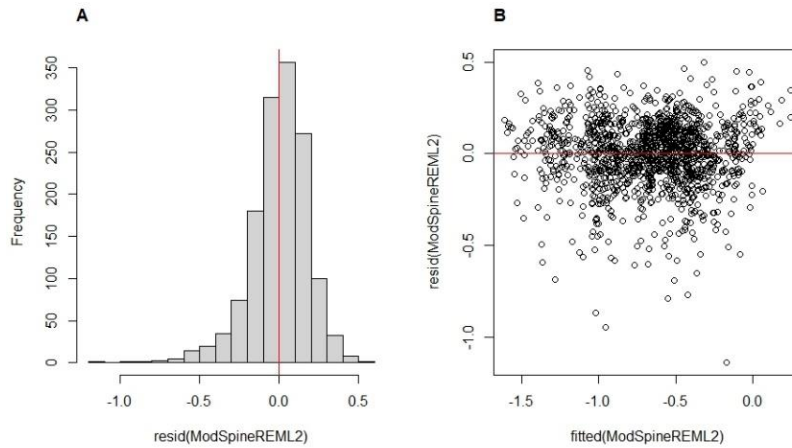 A
Frequency
350
300
250
200
150
100
50
0
-1.0 -0.5 0.0 0.5
resid(ModSpineREML2)
B
resid(ModSpineREML2)
0.5
0.0
-0.5
-1.0
-1.5 -1.0 -0.5 0.0
fitted(ModSpineREML2)